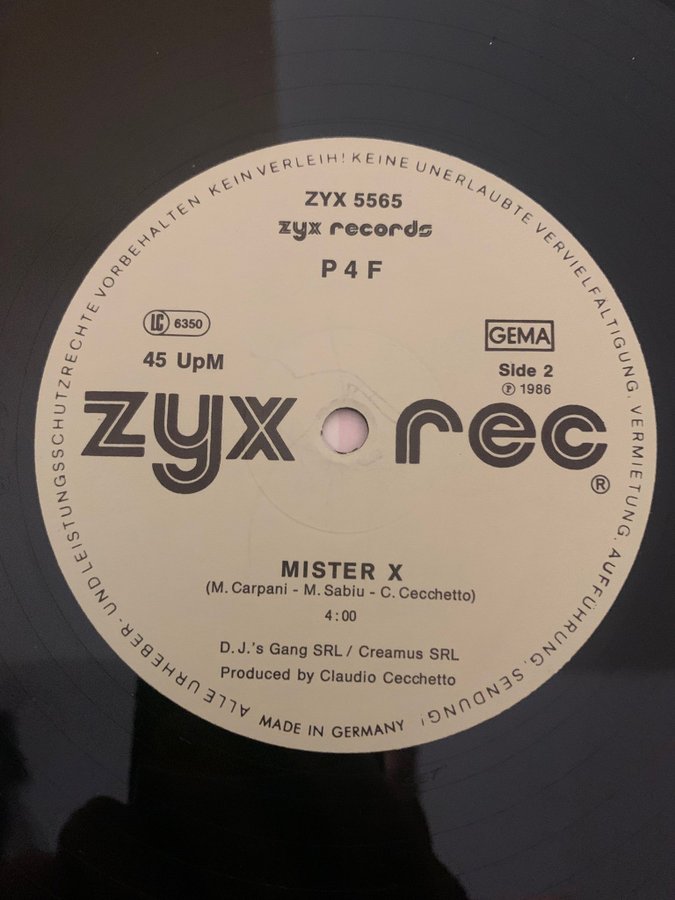 ZYX 5565
zyx records
P 4 F
LC 6350
GEMA
45 UpM
Side 2
℗ 1986
zyx rec
®
MISTER X
(M. Carpani - M. Sabiu - C. Cecchetto)
4:00
D.J.'s Gang SRL / Creamus SRL
Produced by Claudio Cecchetto
ALLE URHEBER- UND LEISTUNGSSCHUTZRECHTE VORBEHALTEN KEIN VERLEIH! KEINE UNERLAUBTE VERVIELFALTIGUNG, VERMIETUNG, AUFFÜHRUNG, SENDUNG!
MADE IN GERMANY